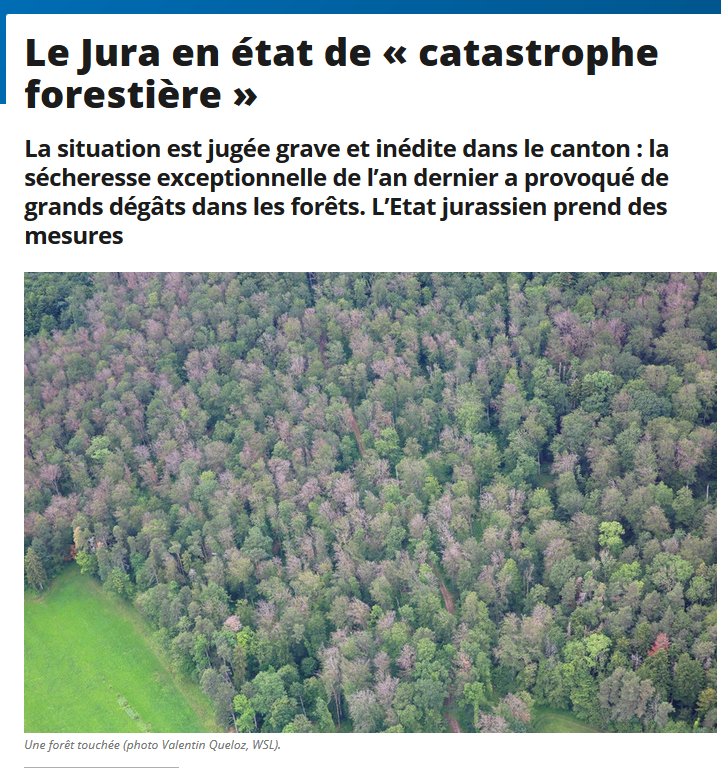 Le Jura en état de « catastrophe
forestière »
La situation est jugée grave et inédite dans le canton : la
sécheresse exceptionnelle de l’an dernier a provoqué de
grands dégâts dans les forêts. L’Etat jurassien prend des
mesures
Une forêt touchée (photo Valentin Queloz, WSL).